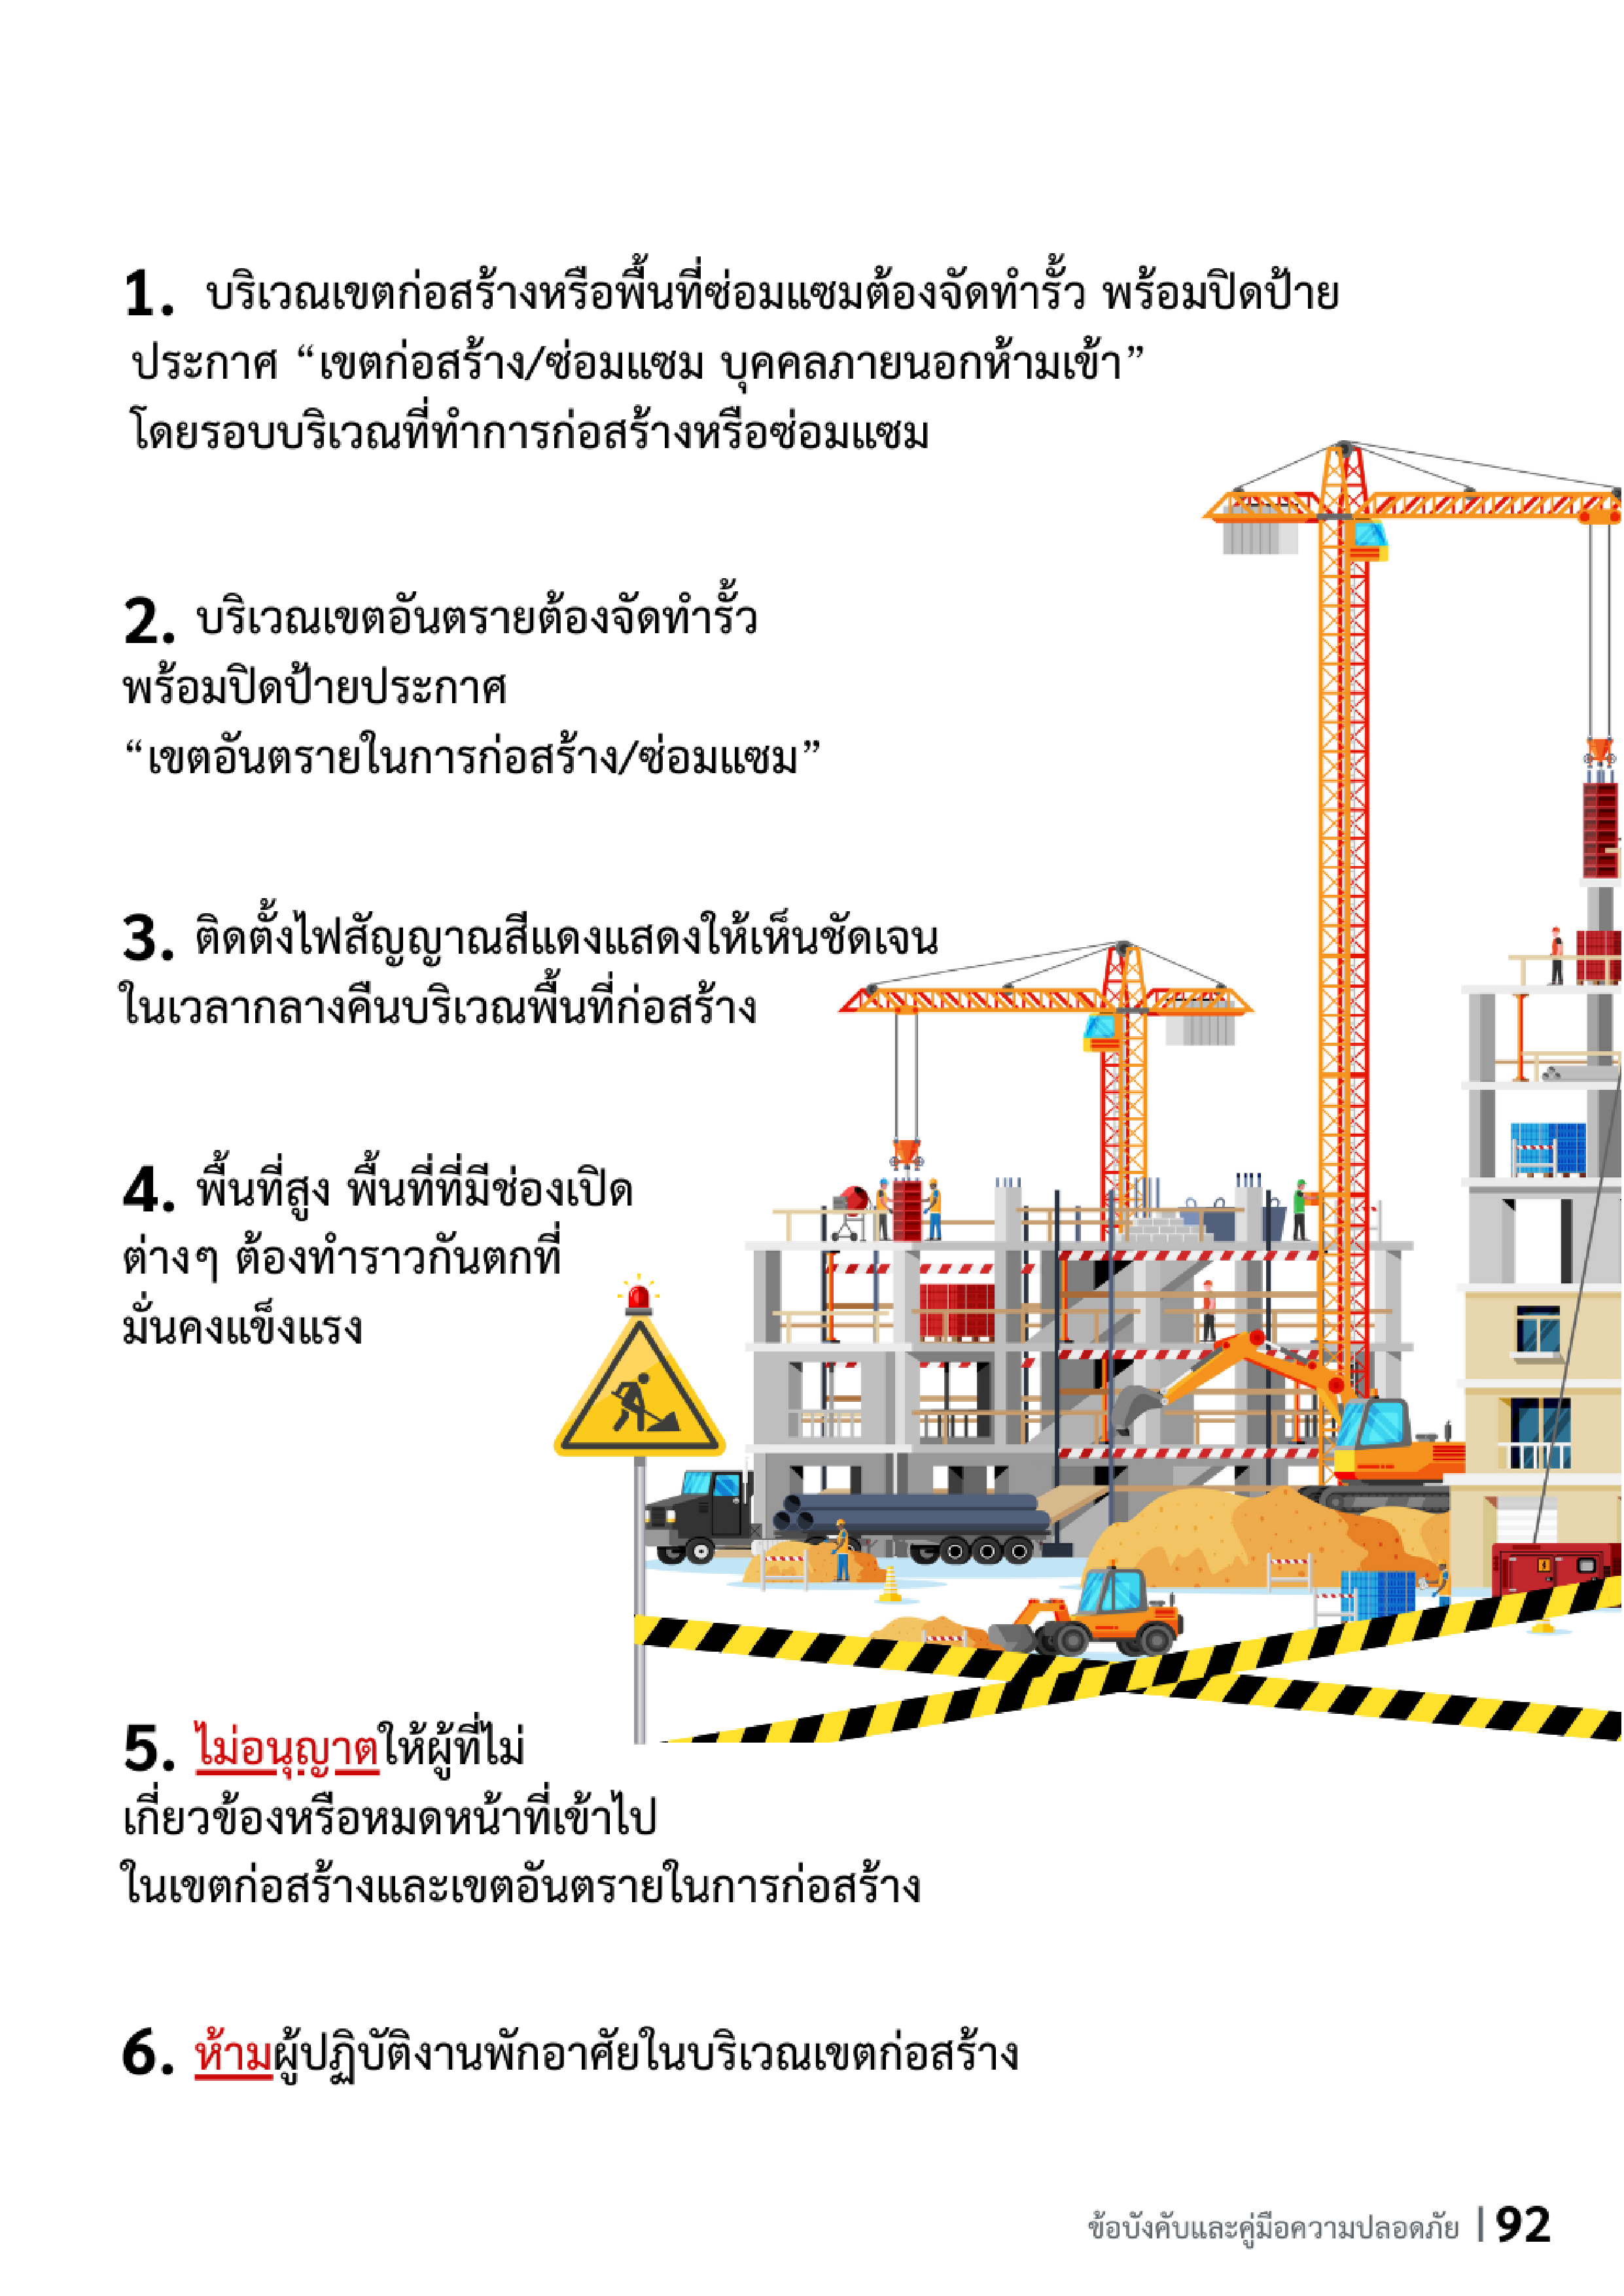 1. บริเวณเขตก่อสร้างหรือพื้นที่ซ่อมแซมต้องจัดทำรั้ว พร้อมปิดป้าย
ประกาศ “เขตก่อสร้าง/ซ่อมแซม บุคคลภายนอกห้ามเข้า”
โดยรอบบริเวณที่ทำการก่อสร้างหรือซ่อมแซม
2. บริเวณเขตอันตรายต้องจัดทำรั้ว
พร้อมปิดป้ายประกาศ
“เขตอันตรายในการก่อสร้าง/ซ่อมแซม”
3. ติดตั้งไฟสัญญาณสีแดงแสดงให้เห็นชัดเจน
ในเวลากลางคืนบริเวณพื้นที่ก่อสร้าง
4. พื้นที่สูง พื้นที่ที่มีช่องเปิด
ต่างๆ ต้องทำราวกันตกที่
มั่นคงแข็งแรง
5. ไม่อนุญาตให้ผู้ที่ไม่
เกี่ยวข้องหรือหมดหน้าที่เข้าไป
ในเขตก่อสร้างและเขตอันตรายในการก่อสร้าง
6. ห้ามผู้ปฏิบัติงานพักอาศัยในบริเวณเขตก่อสร้าง
ข้อบังคับและคู่มือความปลอดภัย | 92